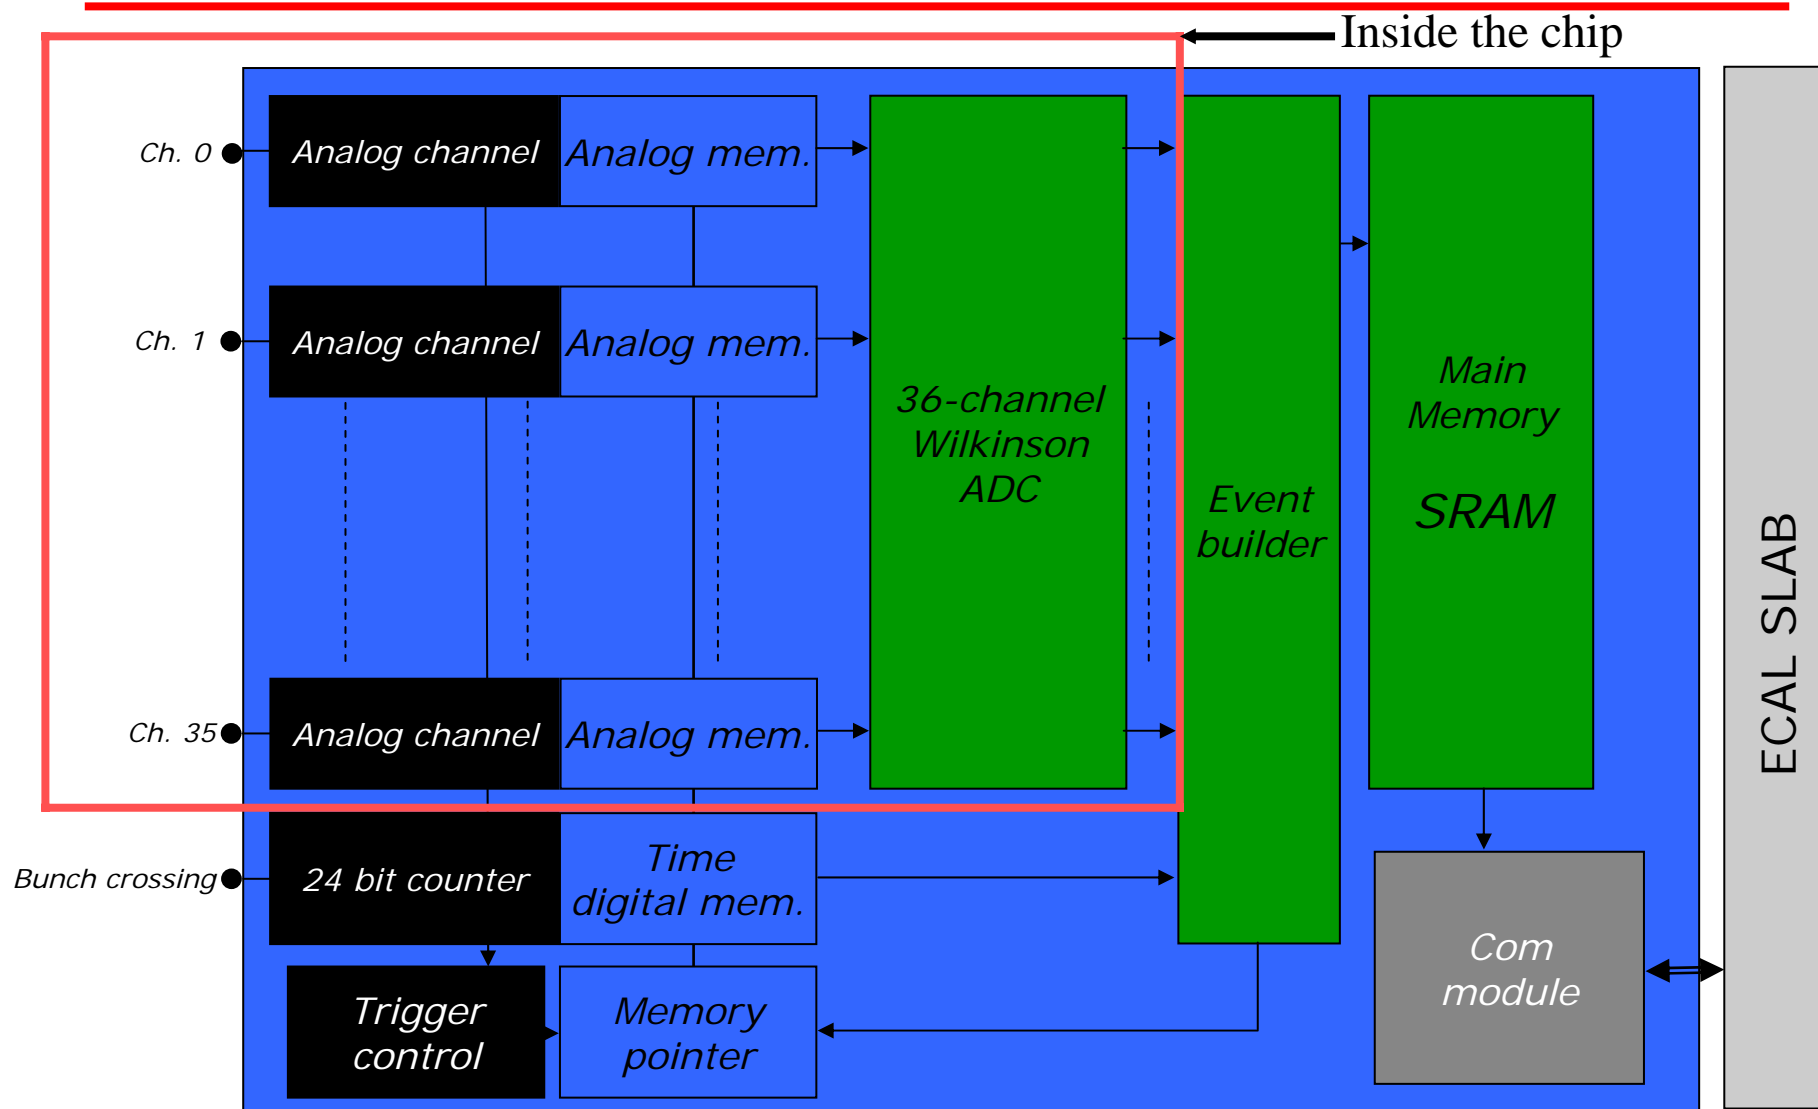 Inside the chip
Ch. 0
Analog channel
Analog mem.
Ch. 1
Analog channel
Analog mem.
36-channel
Wilkinson
ADC
Event
builder
Main
Memory
SRAM
ECAL SLAB
Ch. 35
Analog channel
Analog mem.
Bunch crossing
24 bit counter
Time
digital mem.
Trigger
control
Memory
pointer
Com
module